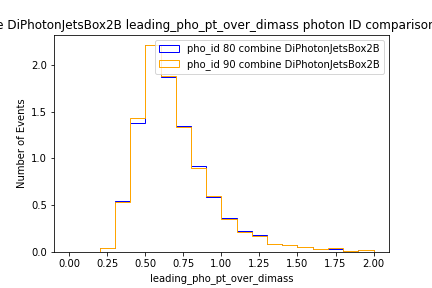 e DiPhotonJetsBox2B leading_pho_pt_over_dimass photon ID comparison
pho_id 80 combine DiPhotonJetsBox2B
pho_id 90 combine DiPhotonJetsBox2B
Number of Events
2.0
1.5
1.0
0.5
0.0
0.00 0.25 0.50 0.75 1.00 1.25 1.50 1.75 2.00
leading_pho_pt_over_dimass